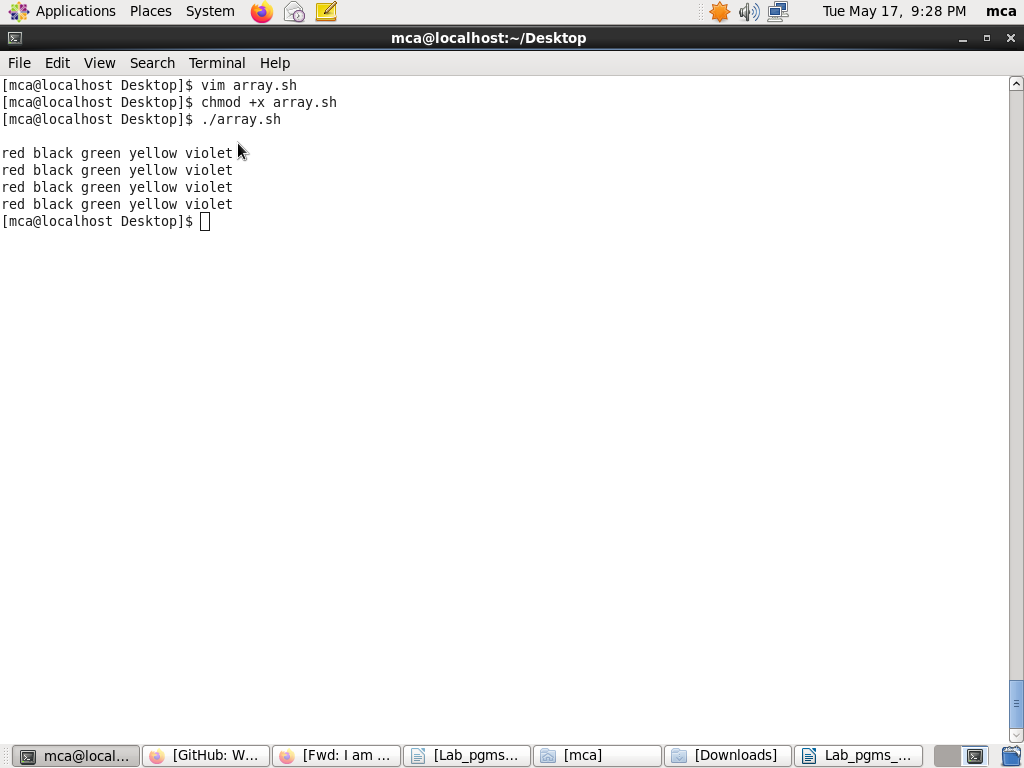 Applications Places System Tue May 17, 9:28 PM mca
mca@localhost:~/Desktop
File Edit View Search Terminal Help
[mca@localhost Desktop]$ vim array.sh
[mca@localhost Desktop]$ chmod +x array.sh
[mca@localhost Desktop]$ ./array.sh
red black green yellow violet
red black green yellow violet
red black green yellow violet
red black green yellow violet
[mca@localhost Desktop]$
mca@local... [GitHub: W... [Fwd: I am ... [Lab_pgms... [mca] [Downloads] Lab_pgms_...